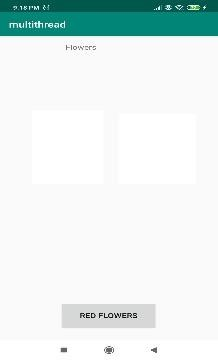 9:18 PM
multithread
Flowers
RED FLOWERS